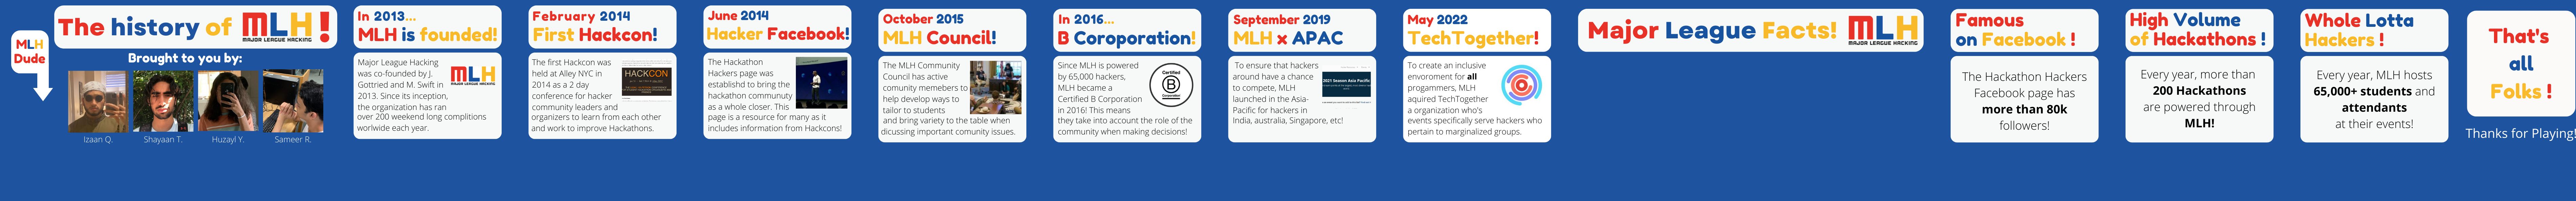 MLH
Dude
The history of MLH!
MAJOR LEAGUE HACKING
Brought to you by:
Izaan Q.
Shayaan T.
Huzayl Y.
Sameer R.
In 2013...
MLH is founded!
Major League Hacking
was co-founded by J.
Gottried and M. Swift in
2013. Since its inception,
the organization has ran
over 200 weekend long complitions
worlwide each year.
MLH
MAJOR LEAGUE HACKING
February 2014
First Hackcon!
The first Hackcon was
held at Alley NYC in
2014 as a 2 day
conference for hacker
community leaders and
organizers to learn from each other
and work to improve Hackathons.
HACKCON
June 2014
Hacker Facebook!
The Hackathon
Hackers page was
establishd to bring the
hackathon community
as a whole closer. This
page is a resource for many as it
includes information from Hackcons!
October 2015
MLH Council!
The MLH Community
Council has active
comunity memebers to
help develop ways to
tailor to students
and bring variety to the table when
dicussing important comunity issues.
In 2016...
B Coroporation!
Since MLH is powered
by 65,000 hackers,
MLH became a
Certified B Corporation
in 2016! This means
they take into account the role of the
community when making decisions!
Certified
B
Corporation
September 2019
MLH x APAC
To ensure that hackers
around have a chance
to compete, MLH
launched in the Asia-
Pacific for hackers in
India, australia, Singapore, etc!
2021 Season Asia Pacific
May 2022
TechTogether!
To create an inclusive
enviroment for all
progammers, MLH
aquired TechTogether
a organization who's
events specifically serve hackers who
pertain to marginalized groups.
Major League Facts! MLH
MAJOR LEAGUE HACKING
Famous
on Facebook !
The Hackathon Hackers
Facebook page has
more than 80k
followers!
High Volume
of Hackathons !
Every year, more than
200 Hackathons
are powered through
MLH!
Whole Lotta
Hackers !
Every year, MLH hosts
65,000+ students and
attendants
at their events!
That's
all
Folks !
Thanks for Playing!